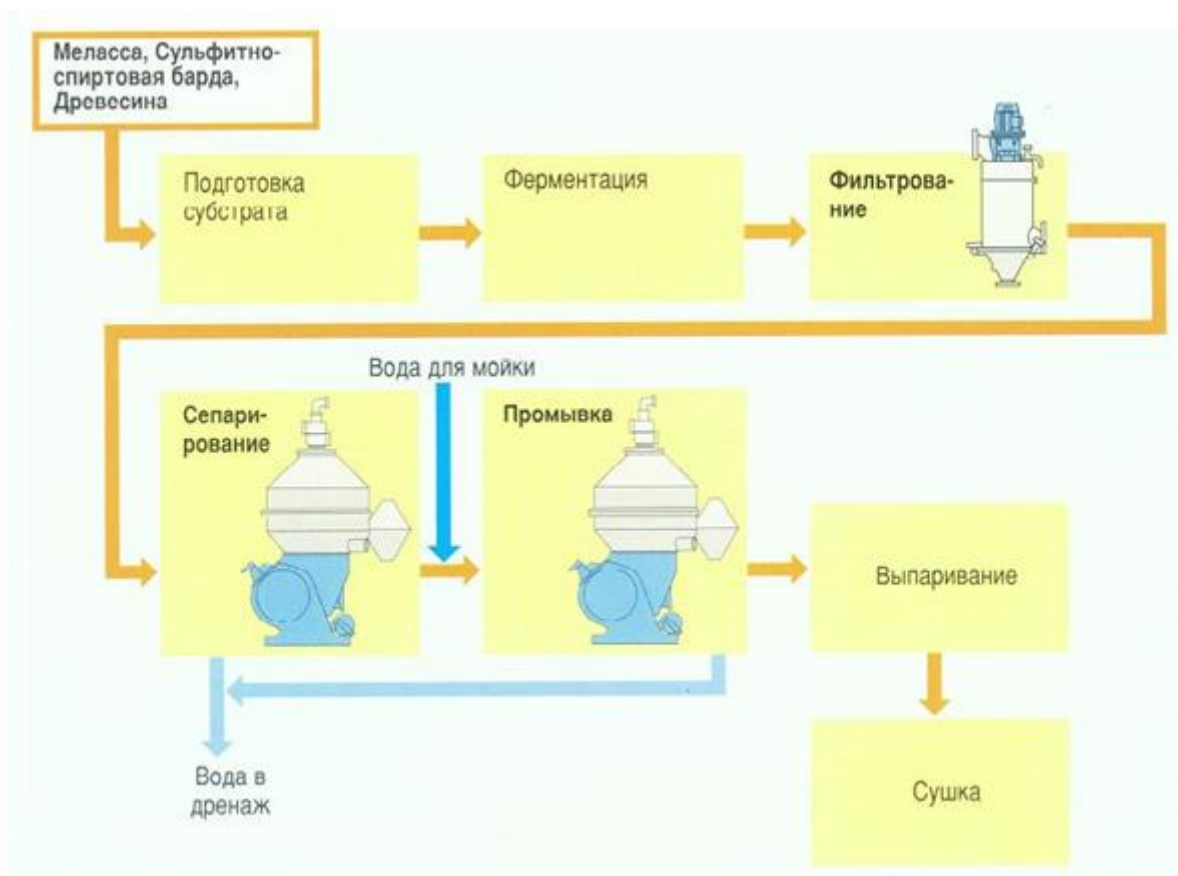 Меласса, Сульфитно-
спиртовая барда,
Древесина
Подготовка
субстрата
Ферментация
Фильтрова-
ние
Вода для мойки
Сепари-
рование
Промывка
Выпаривание
Вода в
дренаж
Сушка